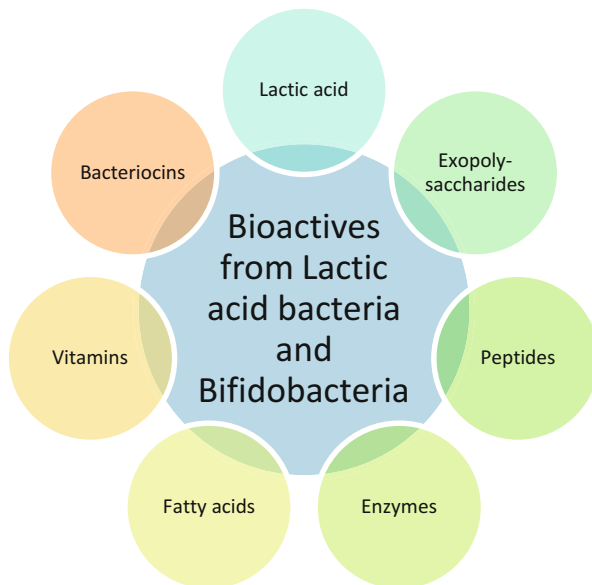 Lactic acid
Exopoly-
saccharides
Peptides
Enzymes
Fatty acids
Vitamins
Bacteriocins
Bioactives
from Lactic
acid bacteria
and
Bifidobacteria